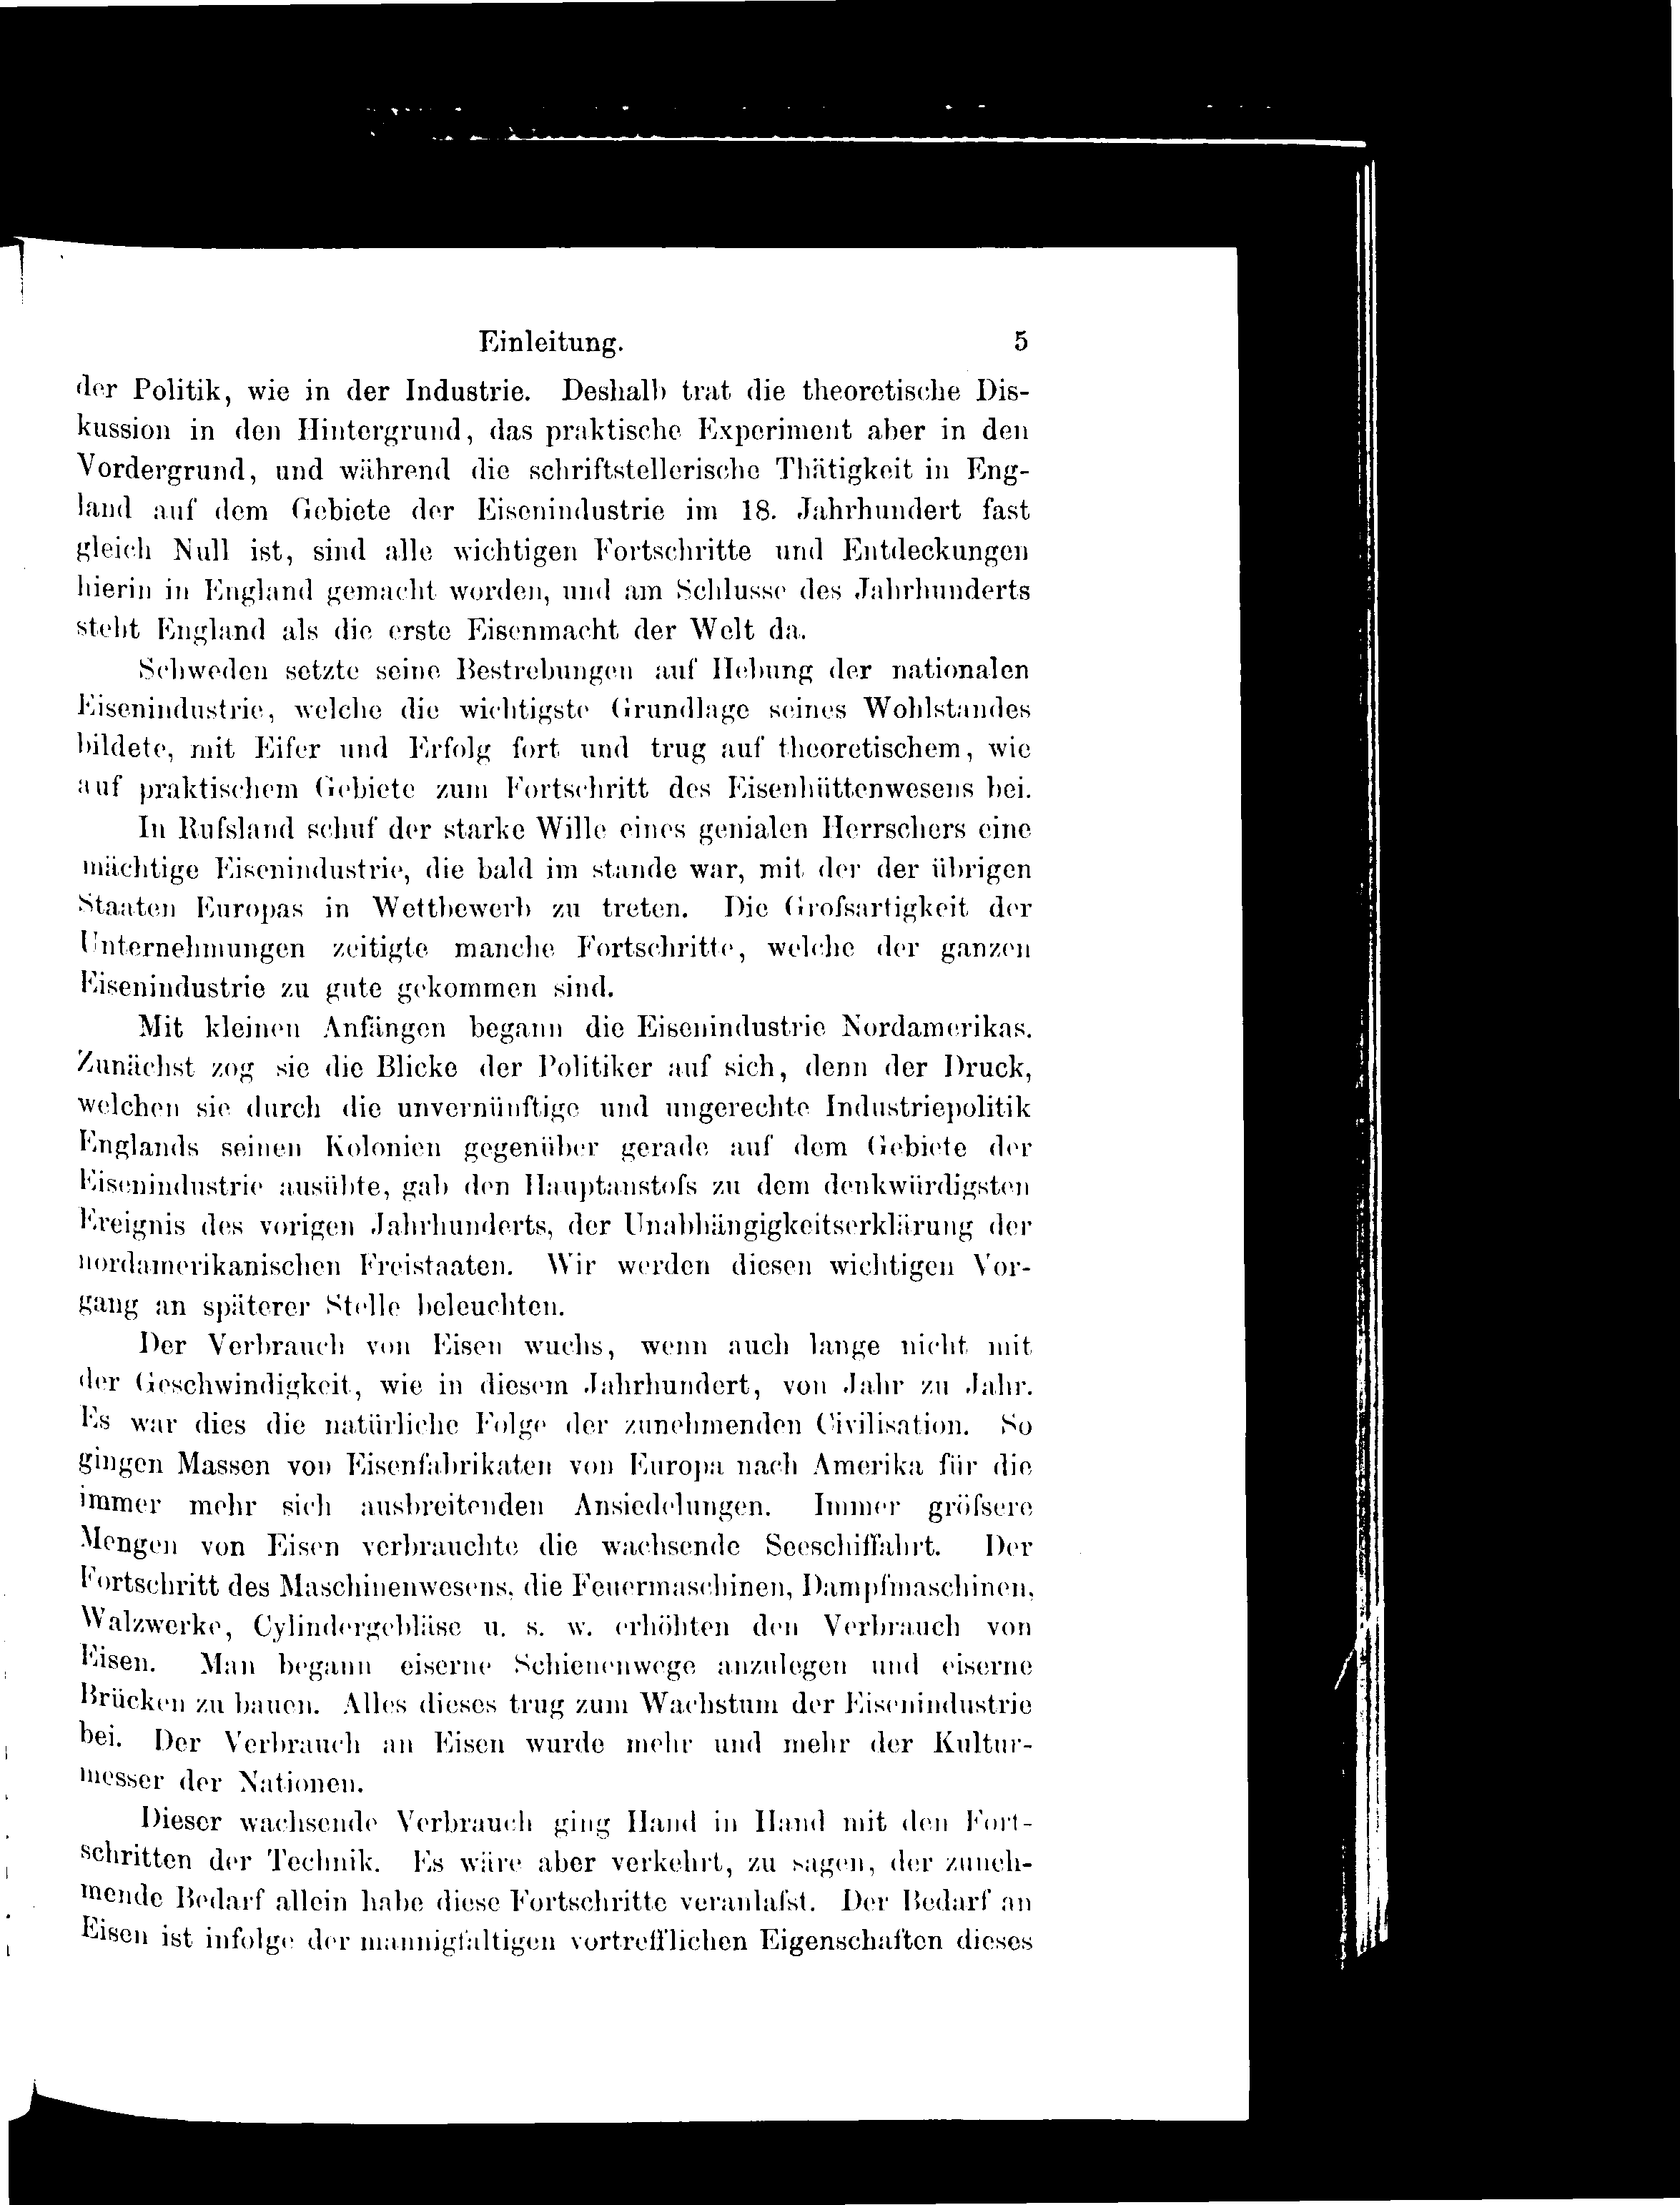 Einleitung. 5
der Politik, wie in der Industrie. Deshalb trat die theoretische Dis-
kussion in den Hintergrund, das praktische Experiment aber in den
Vordergrund, und während die schriftstellerische Thätigkeit in Eng-
land auf dem Gebiete der Eisenindustrie im 18. Jahrhundert fast
gleich Null ist, sind alle wichtigen Fortschritte und Entdeckungen
hierin in England gemacht worden, und am Schlusse des Jahrhunderts
steht England als die erste Eisenmacht der Welt da.
Schweden setzte seine Bestrebungen auf Hebung der nationalen
Eisenindustrie, welche die wichtigste Grundlage seines Wohlstandes
bildete, mit Eifer und Erfolg fort und trug auf theoretischem, wie
auf praktischem Gebiete zum Fortschritt des Eisenhüttenwesens bei.
In Ruſsland schuf der starke Wille eines genialen Herrschers eine
mächtige Eisenindustrie, die bald im stande war, mit der der übrigen
Staaten Europas in Wettbewerb zu treten. Die Groſsartigkeit der
Unternehmungen zeitigte manche Fortschritte, welche der ganzen
Eisenindustrie zu gute gekommen sind.
Mit kleinen Anfängen begann die Eisenindustrie Nordamerikas.
Zunächst zog sie die Blicke der Politiker auf sich, denn der Druck,
welchen sie durch die unvernünftige und ungerechte Industriepolitik
Englands seinen Kolonien gegenüber gerade auf dem Gebiete der
Eisenindustrie ausübte, gab den Hauptanstoſs zu dem denkwürdigsten
Ereignis des vorigen Jahrhunderts, der Unabhängigkeitserklärung der
nordamerikanischen Freistaaten. Wir werden diesen wichtigen Vor-
gang an späterer Stelle beleuchten.
Der Verbrauch von Eisen wuchs, wenn auch lange nicht mit
der Geschwindigkeit, wie in diesem Jahrhundert, von Jahr zu Jahr.
Es war dies die natürliche Folge der zunehmenden Civilisation. So
gingen Massen von Eisenfabrikaten von Europa nach Amerika für die
immer mehr sich ausbreitenden Ansiedelungen. Immer gröſsere
Mengen von Eisen verbrauchte die wachsende Seeschiffahrt. Der
Fortschritt des Maschinenwesens, die Feuermaschinen, Dampfmaschinen,
Walzwerke, Cylindergebläse u. s. w. erhöhten den Verbrauch von
Eisen. Man begann eiserne Schienenwege anzulegen und eiserne
Brücken zu bauen. Alles dieses trug zum Wachstum der Eisenindustrie
bei. Der Verbrauch an Eisen wurde mehr und mehr der Kultur-
messer der Nationen.
Dieser wachsende Verbrauch ging Hand in Hand mit den Fort-
schritten der Technik. Es wäre aber verkehrt, zu sagen, der zuneh-
mende Bedarf allein habe diese Fortschritte veranlaſst. Der Bedarf an
Eisen ist infolge der mannigfaltigen vortrefflichen Eigenschaften dieses